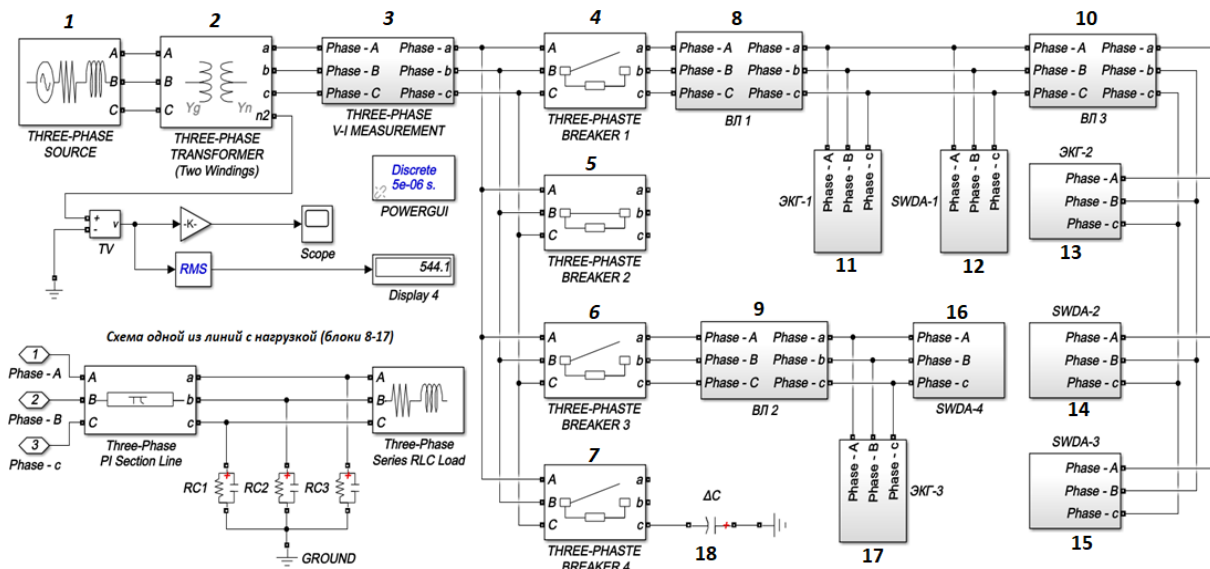 1
2
3
4
8
10
A
B
C
THREE-PHASE
SOURCE
A
B
C
a
b
c
n2
Yg
Yn
THREE-PHASE
TRANSFORMER
(Two Windings)
Phase - A
Phase - B
Phase - C
Phase - a
Phase - b
Phase - c
THREE-PHASE
V-I MEASUREMENT
A
B
C
a
b
c
THREE-PHASTE
BREAKER 1
Phase - A
Phase - B
Phase - C
Phase - a
Phase - b
Phase - c
ВЛ 1
Phase - A
Phase - B
Phase - c
Phase - a
Phase - b
Phase - c
ВЛ 3
Discrete
5e-06 s.
POWERGUI
5
A
B
C
a
b
c
THREE-PHASTE
BREAKER 2
ЭКГ-1
Phase - A
Phase - B
Phase - c
11
SWDA-1
Phase - A
Phase - B
Phase - c
12
ЭКГ-2
Phase - A
Phase - B
Phase - c
13
+
-
v
TV
-K-
Scope
RMS
544.1
Display 4
6
A
B
C
a
b
c
THREE-PHASTE
BREAKER 3
9
Phase - A
Phase - B
Phase - C
Phase - a
Phase - b
Phase - c
ВЛ 2
16
Phase - A
Phase - B
Phase - c
SWDA-4
SWDA-2
Phase - A
Phase - B
Phase - c
14
Схема одной из линий с нагрузкой (блоки 8-17)
1
Phase - A
2
Phase - B
3
Phase - c
A
B
C
a
b
c
Three-Phase
PI Section Line
A
B
C
Three-Phase
Series RLC Load
RC1
RC2
RC3
GROUND
7
A
B
C
a
b
c
THREE-PHASTE
BREAKER 4
ΔC
+
18
Phase - A
Phase - B
Phase - c
ЭКГ-3
17
SWDA-3
Phase - A
Phase - B
Phase - c
15